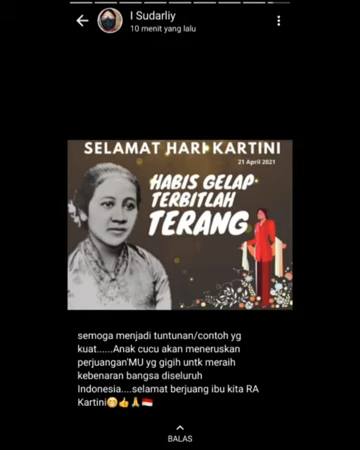 I Sudarliy
10 menit yang lalu
SELAMAT HARI KARTINI
21 April 2021
HABIS GELAP
TERBITLAH
TERANG
semoga menjadi tuntunan/contoh yg
kuat......Anak cucu akan meneruskan
perjuangan'MU yg gigih untk meraih
kebenaran bangsa diseluruh
Indonesia....selamat berjuang ibu kita RA
Kartini😁👍🙏🇮🇩
BALAS